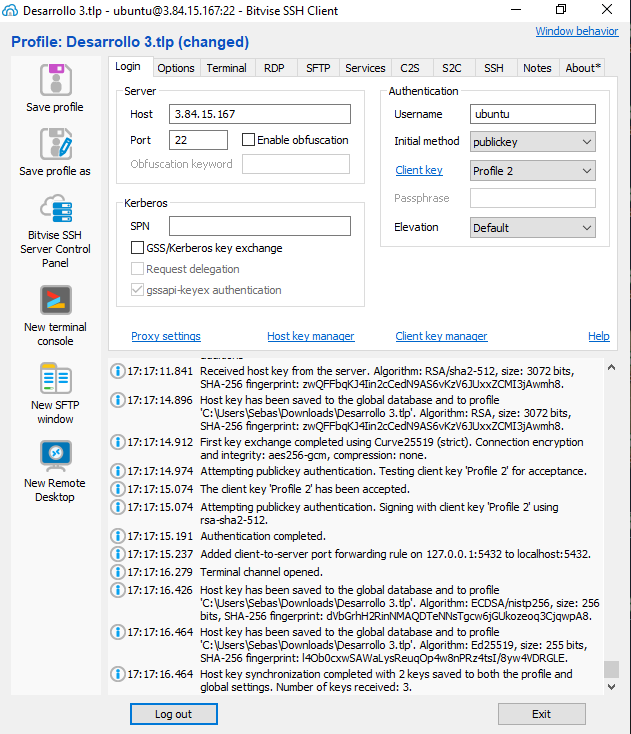 Desarrollo 3.tlp - ubuntu@3.84.15.167:22 - Bitvise SSH Client
Window behavior
Profile: Desarrollo 3.tlp (changed)
Save profile
Save profile as
Bitvise SSH
Server Control
Panel
New terminal
console
New SFTP
window
New Remote
Desktop
Login Options Terminal RDP SFTP Services C2S S2C SSH Notes About*
Server
Host 3.84.15.167
Port 22 Enable obfuscation
Obfuscation keyword
Kerberos
SPN
GSS/Kerberos key exchange
Request delegation
gssapi-keyex authentication
Authentication
Username ubuntu
Initial method publickey
Client key Profile 2
Passphrase
Elevation Default
Proxy settings Host key manager Client key manager Help
17:17:11.841 Received host key from the server. Algorithm: RSA/sha2-512, size: 3072 bits,
SHA-256 fingerprint: zwQFFbqKJ4Iin2cCedN9AS6vKzV6JUxxZCMI3jAwmh8.
17:17:14.896 Host key has been saved to the global database and to profile
'C:\Users\Sebas\Downloads\Desarrollo 3.tlp'. Algorithm: RSA, size: 3072 bits,
SHA-256 fingerprint: zwQFFbqKJ4Iin2cCedN9AS6vKzV6JUxxZCMI3jAwmh8.
17:17:14.912 First key exchange completed using Curve25519 (strict). Connection encryption
and integrity: aes256-gcm, compression: none.
17:17:14.974 Attempting publickey authentication. Testing client key 'Profile 2' for acceptance.
17:17:15.074 The client key 'Profile 2' has been accepted.
17:17:15.074 Attempting publickey authentication. Signing with client key 'Profile 2' using
rsa-sha2-512.
17:17:15.191 Authentication completed.
17:17:15.237 Added client-to-server port forwarding rule on 127.0.0.1:5432 to localhost:5432.
17:17:16.279 Terminal channel opened.
17:17:16.426 Host key has been saved to the global database and to profile
'C:\Users\Sebas\Downloads\Desarrollo 3.tlp'. Algorithm: ECDSA/nistp256, size: 256
bits, SHA-256 fingerprint: dVbGrhH2RinNMAQDTeNNsTgcw6jGUkozeoq3CjqwpA8.
17:17:16.464 Host key has been saved to the global database and to profile
'C:\Users\Sebas\Downloads\Desarrollo 3.tlp'. Algorithm: Ed25519, size: 255 bits,
SHA-256 fingerprint: l4Ob0cxwSAWaLysReuqOp4w8nPRz4tsI/8yw4VDRGLE.
17:17:16.464 Host key synchronization completed with 2 keys saved to both the profile and
global settings. Number of keys received: 3.
Log out
Exit